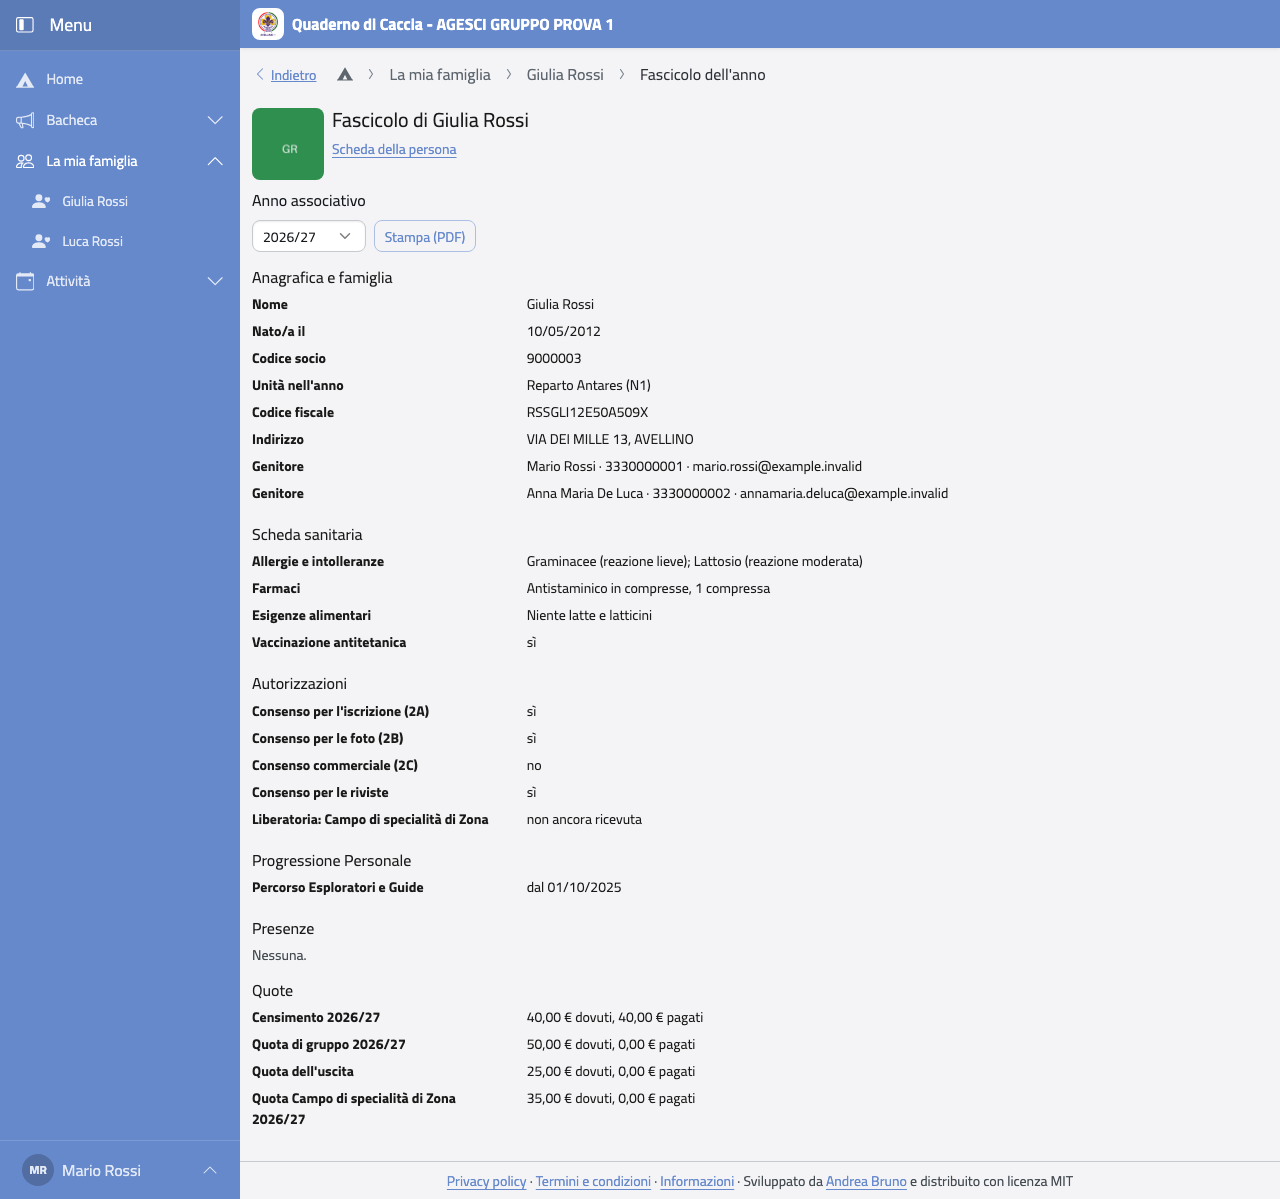 Menu
Quaderno di Caccia - AGESCI GRUPPO PROVA 1
Home
Bacheca
La mia famiglia
Giulia Rossi
Luca Rossi
Attività
MR Mario Rossi
Indietro
La mia famiglia
Giulia Rossi
Fascicolo dell'anno
GR
Fascicolo di Giulia Rossi
Scheda della persona
Anno associativo
2026/27
Stampa (PDF)
Anagrafica e famiglia
Nome Giulia Rossi
Nato/a il 10/05/2012
Codice socio 9000003
Unità nell'anno Reparto Antares (N1)
Codice fiscale RSSGLI12E50A509X
Indirizzo VIA DEI MILLE 13, AVELLINO
Genitore Mario Rossi · 3330000001 · mario.rossi@example.invalid
Genitore Anna Maria De Luca · 3330000002 · annamaria.deluca@example.invalid
Scheda sanitaria
Allergie e intolleranze Graminacee (reazione lieve); Lattosio (reazione moderata)
Farmaci Antistaminico in compresse, 1 compressa
Esigenze alimentari Niente latte e latticini
Vaccinazione antitetanica sì
Autorizzazioni
Consenso per l'iscrizione (2A) sì
Consenso per le foto (2B) sì
Consenso commerciale (2C) no
Consenso per le riviste sì
Liberatoria: Campo di specialità di Zona non ancora ricevuta
Progressione Personale
Percorso Esploratori e Guide dal 01/10/2025
Presenze
Nessuna.
Quote
Censimento 2026/27 40,00 € dovuti, 40,00 € pagati
Quota di gruppo 2026/27 50,00 € dovuti, 0,00 € pagati
Quota dell'uscita 25,00 € dovuti, 0,00 € pagati
Quota Campo di specialità di Zona 35,00 € dovuti, 0,00 € pagati
2026/27
Privacy policy · Termini e condizioni · Informazioni · Sviluppato da Andrea Bruno e distribuito con licenza MIT